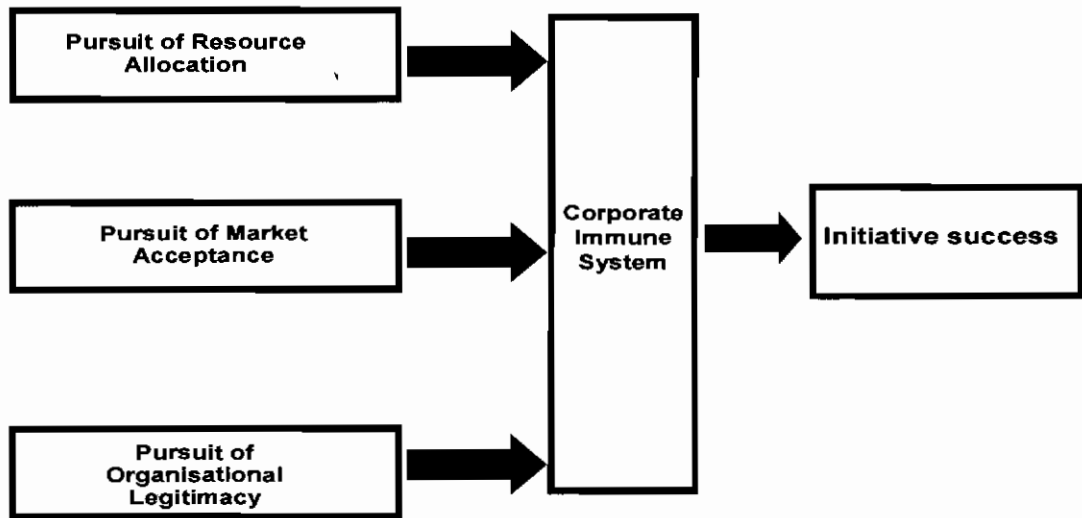 Pursuit of Resource
Allocation
Pursuit of Market
Acceptance
Pursuit of
Organisational
Legitimacy
Corporate
Immune
System
Initiative success